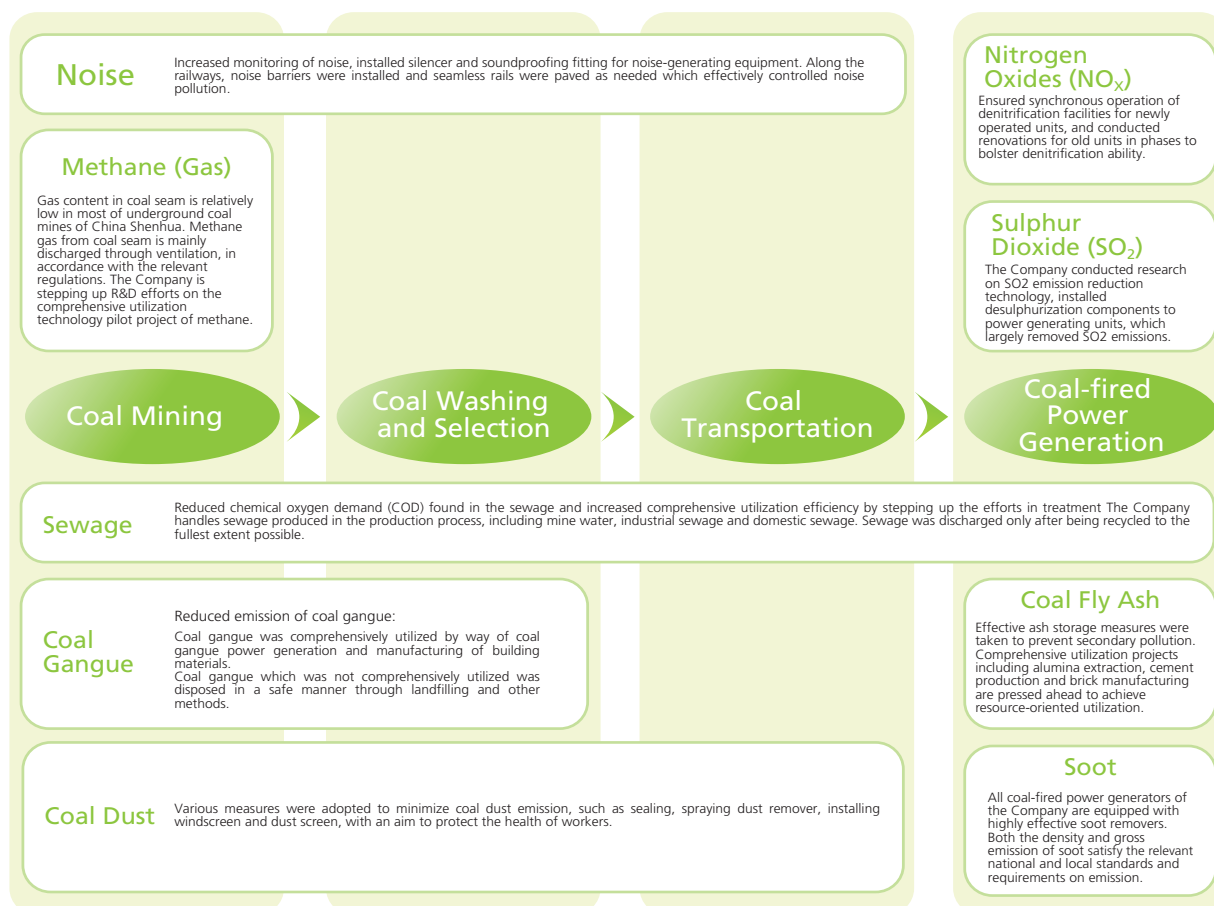 Noise
Increased monitoring of noise, installed silencer and soundproofing fitting for noise-generating equipment. Along the
railways, noise barriers were installed and seamless rails were paved as needed which effectively controlled noise
pollution.
Nitrogen
Oxides (NOX)
Ensured synchronous operation of
denitrification facilities for newly
operated units, and conducted
renovations for old units in phases to
bolster denitrification ability.
Methane (Gas)
Gas content in coal seam is relatively
low in most of underground coal
mines of China Shenhua. Methane
gas from coal seam is mainly
discharged through ventilation, in
accordance with the relevant
regulations. The Company is
stepping up R&D efforts on the
comprehensive utilization
technology pilot project of methane.
Sulphur
Dioxide (SO2)
The Company conducted research
on SO2 emission reduction
technology, installed
desulphurization components to
power generating units, which
largely removed SO2 emissions.
Coal Mining
Coal Washing
and Selection
Coal
Transportation
Coal-fired
Power
Generation
Sewage
Reduced chemical oxygen demand (COD) found in the sewage and increased comprehensive utilization efficiency by stepping up the efforts in treatment The Company
handles sewage produced in the production process, including mine water, industrial sewage and domestic sewage. Sewage was discharged only after being recycled to the
fullest extent possible.
Coal
Gangue
Reduced emission of coal gangue:
Coal gangue was comprehensively utilized by way of coal
gangue power generation and manufacturing of building
materials.
Coal gangue which was not comprehensively utilized was
disposed in a safe manner through landfilling and other
methods.
Coal Fly Ash
Effective ash storage measures were
taken to prevent secondary pollution.
Comprehensive utilization projects
including alumina extraction, cement
production and brick manufacturing
are pressed ahead to achieve
resource-oriented utilization.
Coal Dust
Various measures were adopted to minimize coal dust emission, such as sealing, spraying dust remover, installing
windscreen and dust screen, with an aim to protect the health of workers.
Soot
All coal-fired power generators of
the Company are equipped with
highly effective soot removers.
Both the density and gross
emission of soot satisfy the relevant
national and local standards and
requirements on emission.